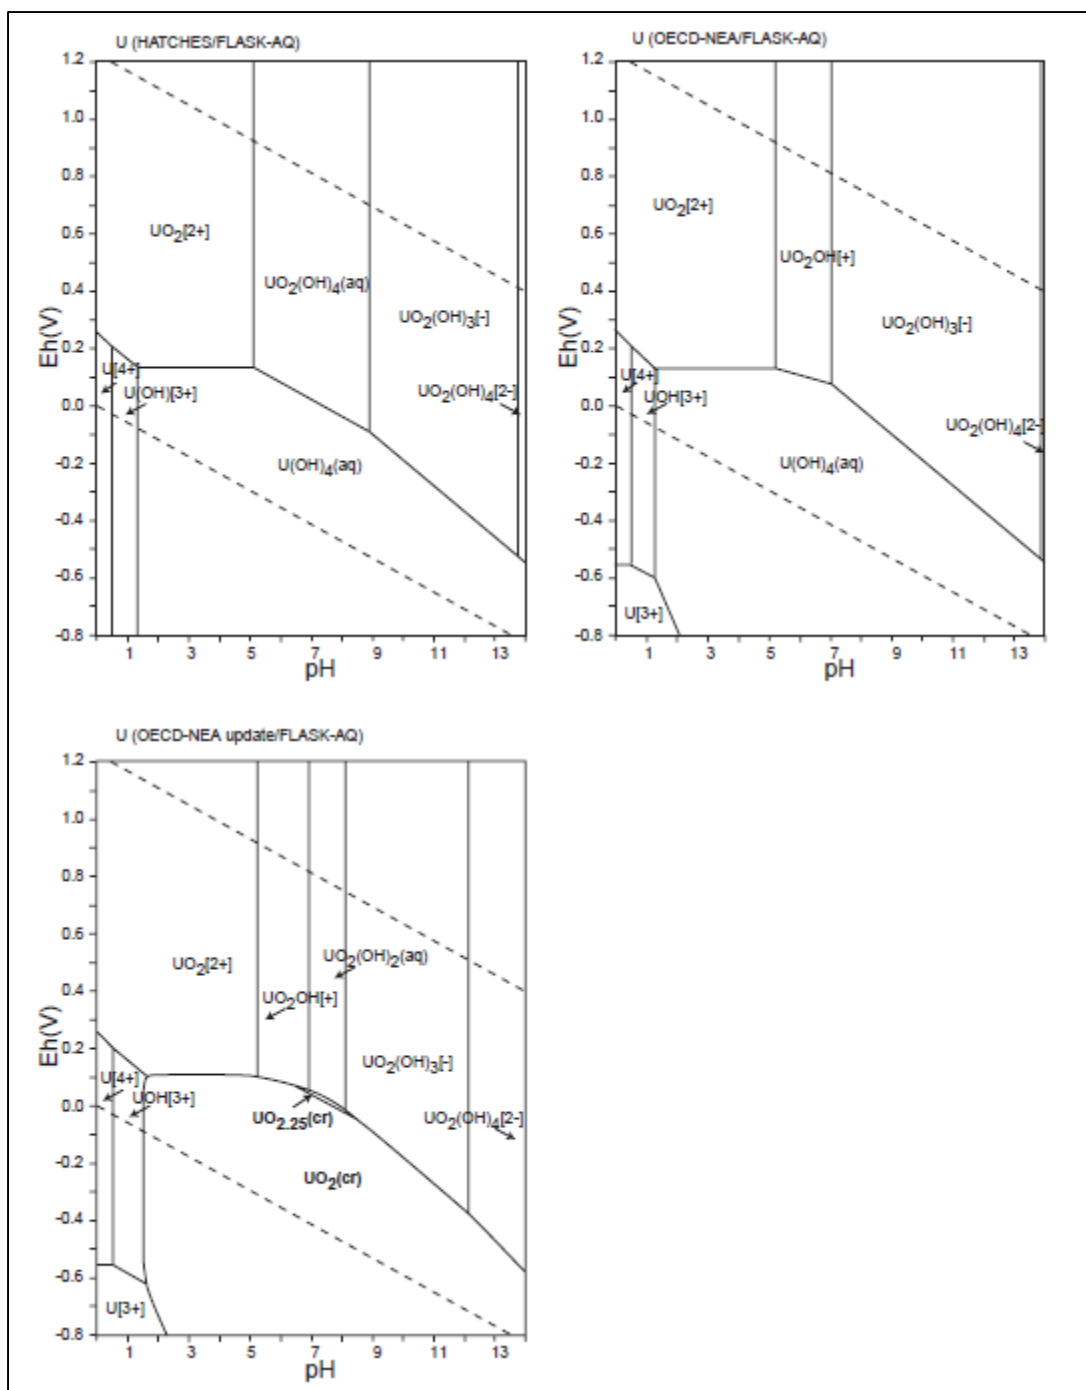 U (HATCHES/FLASK-AQ)
1.2
1.0
0.8
0.6
0.4
0.2
0.0
-0.2
-0.4
-0.6
-0.8
Eh(V)
UO2[2+]
UO2(OH)4(aq)
UO2(OH)3[-]
U[4+]
U(OH)[3+]
UO2(OH)4[2-]
U(OH)4(aq)
1 3 5 7 9 11 13
pH
U (OECD-NEA/FLASK-AQ)
1.2
1.0
0.8
0.6
0.4
0.2
0.0
-0.2
-0.4
-0.6
-0.8
Eh(V)
UO2[2+]
UO2OH[+]
UO2(OH)3[-]
U[4+]
UOH[3+]
UO2(OH)4[2-]
U(OH)4(aq)
U[3+]
1 3 5 7 9 11 13
pH
U (OECD-NEA update/FLASK-AQ)
1.2
1.0
0.8
0.6
0.4
0.2
0.0
-0.2
-0.4
-0.6
-0.8
Eh(V)
UO2(OH)2(aq)
UO2[2+]
UO2OH[+]
UO2(OH)3[-]
U[4+]
UOH[3+]
UO2.25(cr)
UO2(OH)4[2-]
UO2(cr)
U[3+]
1 3 5 7 9 11 13
pH